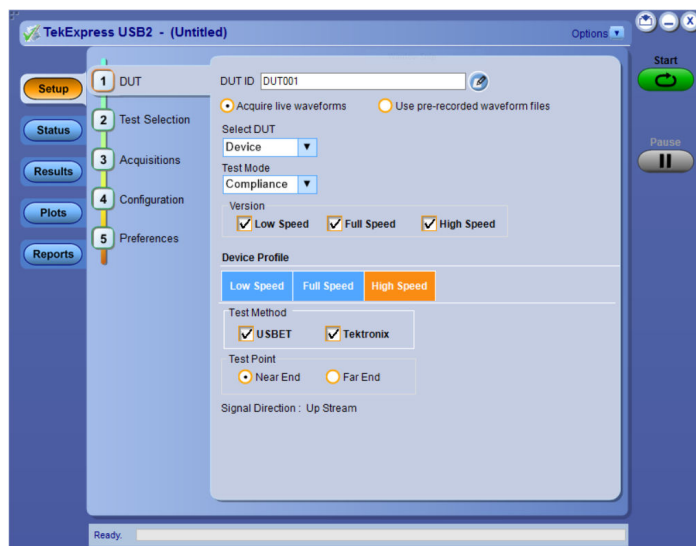 TekExpress USB2 - (Untitled)
Options
Start
Pause
Setup
Status
Results
Plots
Reports
1 DUT
2 Test Selection
3 Acquisitions
4 Configuration
5 Preferences
DUT ID DUT001
Acquire live waveforms Use pre-recorded waveform files
Select DUT
Device
Test Mode
Compliance
Version
Low Speed Full Speed High Speed
Device Profile
Low Speed Full Speed High Speed
Test Method
USBET Tektronix
Test Point
Near End Far End
Signal Direction : Up Stream
Ready.